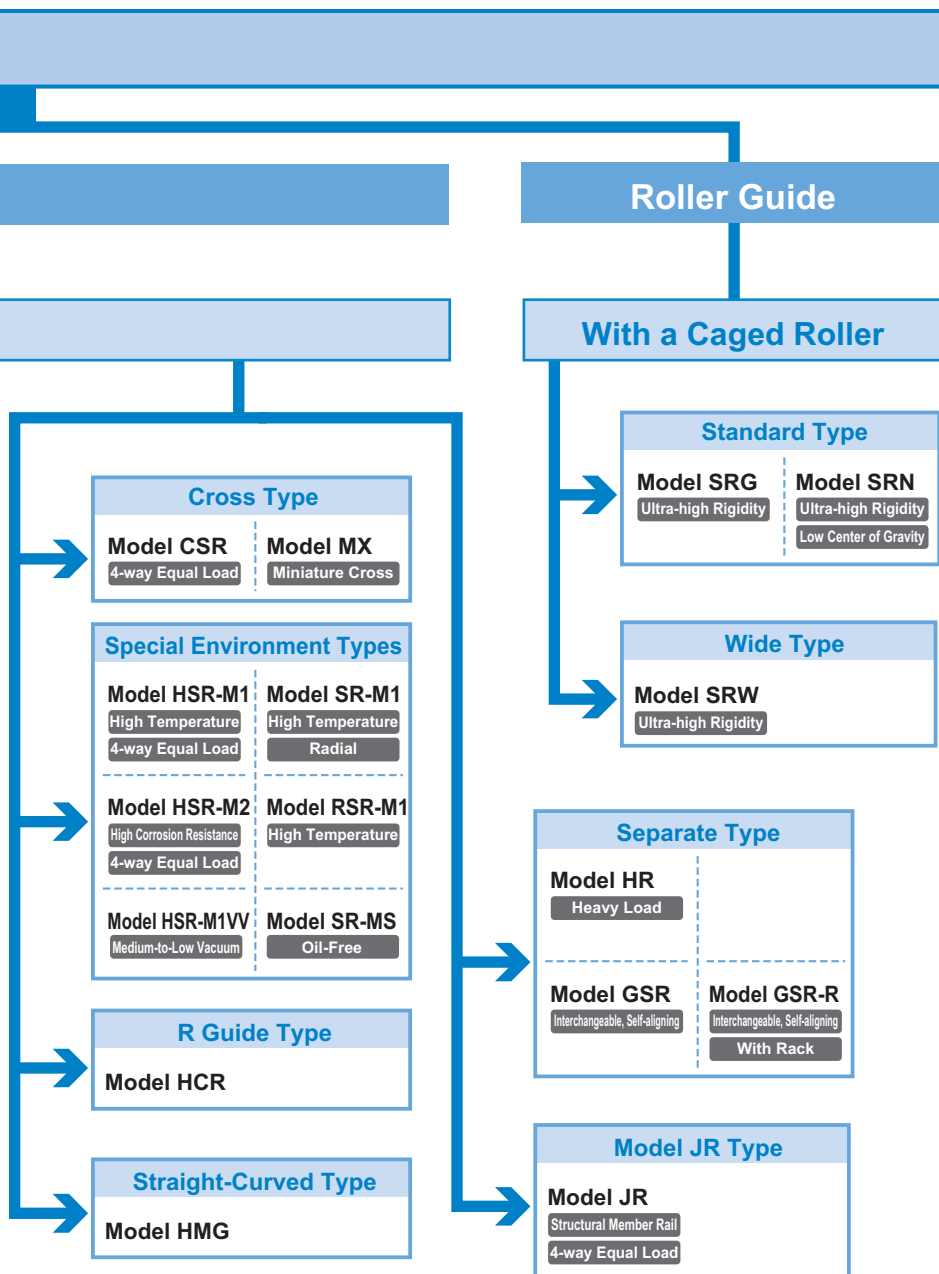 Roller Guide
With a Caged Roller
Standard Type
Model SRG
Ultra-high Rigidity
Model SRN
Ultra-high Rigidity
Low Center of Gravity
Wide Type
Model SRW
Ultra-high Rigidity
Cross Type
Model CSR
4-way Equal Load
Model MX
Miniature Cross
Special Environment Types
Model HSR-M1
High Temperature
4-way Equal Load
Model SR-M1
High Temperature
Radial
Model HSR-M2
High Corrosion Resistance
4-way Equal Load
Model RSR-M1
High Temperature
Model HSR-M1VV
Medium-to-Low Vacuum
Model SR-MS
Oil-Free
R Guide Type
Model HCR
Straight-Curved Type
Model HMG
Separate Type
Model HR
Heavy Load
Model GSR
Interchangeable, Self-aligning
Model GSR-R
Interchangeable, Self-aligning
With Rack
Model JR Type
Model JR
Structural Member Rail
4-way Equal Load